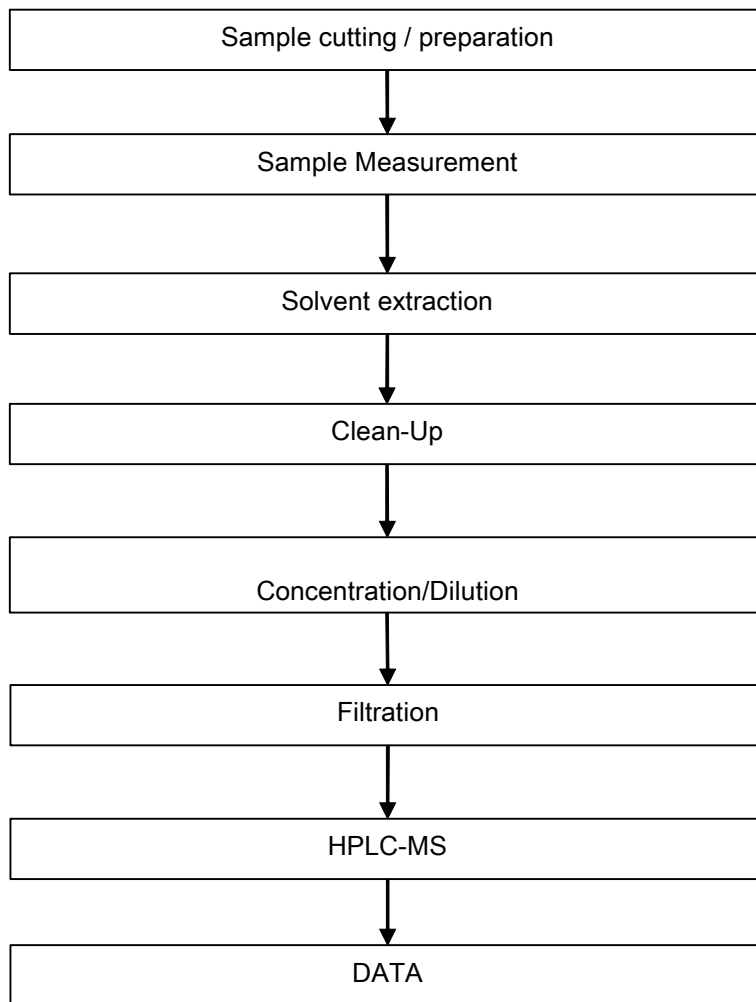 Sample cutting / preparation
Sample Measurement
Solvent extraction
Clean-Up
Concentration/Dilution
Filtration
HPLC-MS
DATA